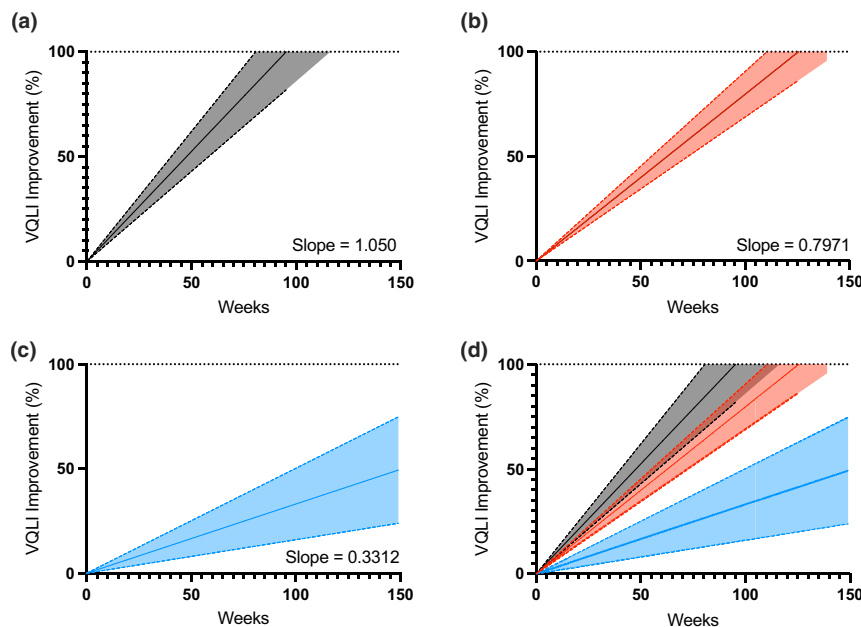 (a)
VQLI Improvement (%)
100
50
0
Slope = 1.050
0 50 100 150
Weeks
(b)
VQLI Improvement (%)
100
50
0
Slope = 0.7971
0 50 100 150
Weeks
(c)
VQLI Improvement (%)
100
50
0
Slope = 0.3312
0 50 100 150
Weeks
(d)
VQLI Improvement (%)
100
50
0
0 50 100 150
Weeks